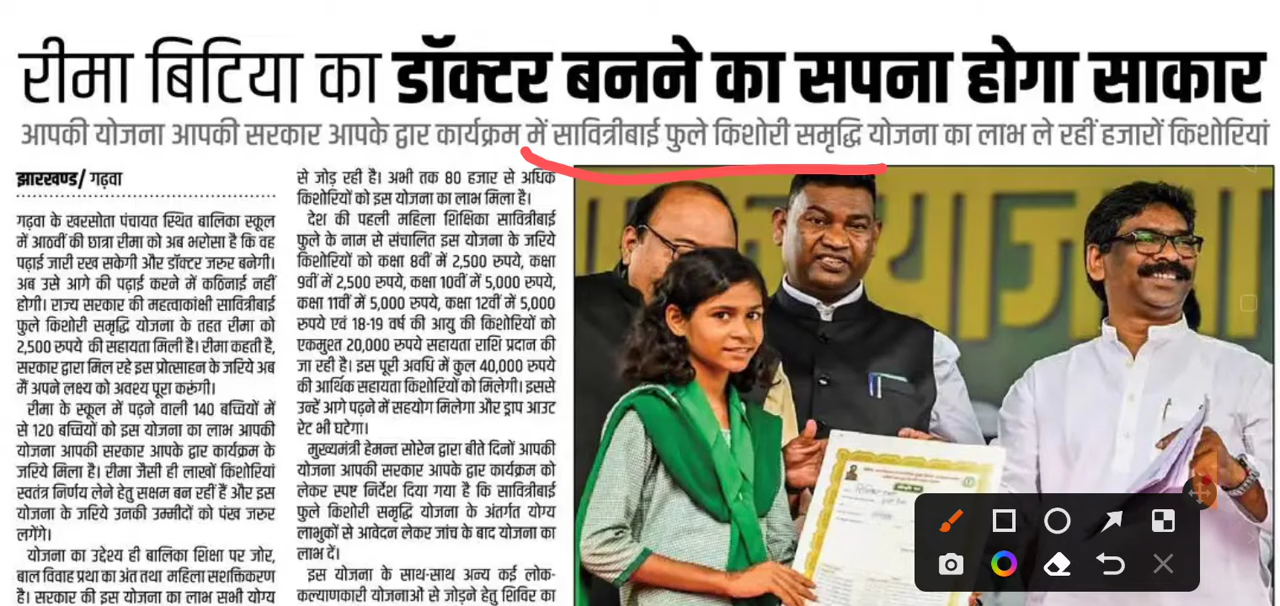 रीमा बिटिया का डॉक्टर बनने का सपना होगा साकार
आपकी योजना आपकी सरकार आपके द्वार कार्यक्रम में सावित्रीबाई फुले किशोरी समृद्धि योजना का लाभ ले रहीं हजारों किशोरियां
झारखण्ड/ गढ़वा
गढ़वा के खरसोता पंचायत स्थित बालिका स्कूल
में आठवीं की छात्रा रीमा को अब भरोसा है कि वह
पढ़ाई जारी रख सकेगी और डॉक्टर जरुर बनेगी।
अब उसे आगे की पढ़ाई करने में कठिनाई नहीं
होगी। राज्य सरकार की महत्वाकांक्षी सावित्रीबाई
फुले किशोरी समृद्धि योजना के तहत रीमा को
2,500 रुपये की सहायता मिली है। रीमा कहती है,
सरकार द्वारा मिल रहे इस प्रोत्साहन के जरिये अब
मैं अपने लक्ष्य को अवश्य पूरा करुंगी।
रीमा के स्कूल में पढ़ने वाली 140 बच्चियों में
से 120 बच्चियों को इस योजना का लाभ आपकी
योजना आपकी सरकार आपके द्वार कार्यक्रम के
जरिये मिला है। रीमा जैसी ही लाखों किशोरियां
स्वतंत्र निर्णय लेने हेतु सक्षम बन रहीं हैं और इस
योजना के जरिये उनकी उम्मीदों को पंख जरुर
लगेंगे।
योजना का उद्देश्य ही बालिका शिक्षा पर जोर,
बाल विवाह प्रथा का अंत तथा महिला सशक्तिकरण
है। सरकार की इस योजना का लाभ सभी योग्य
से जोड़ रही है। अभी तक 80 हजार से अधिक
किशोरियों को इस योजना का लाभ मिला है।
देश की पहली महिला शिक्षिका सावित्रीबाई
फुले के नाम से संचालित इस योजना के जरिये
किशोरियों को कक्षा 8वीं में 2,500 रुपये, कक्षा
9वीं में 2,500 रुपये, कक्षा 10वीं में 5,000 रुपये,
कक्षा 11वीं में 5,000 रुपये, कक्षा 12वीं में 5,000
रुपये एवं 18-19 वर्ष की आयु की किशोरियों को
एकमुश्त 20,000 रुपये सहायता राशि प्रदान की
जा रही है। इस पूरी अवधि में कुल 40,000 रुपये
की आर्थिक सहायता किशोरियों को मिलेगी। इससे
उन्हें आगे पढ़ने में सहयोग मिलेगा और ड्राप आउट
रेट भी घटेगा।
मुख्यमंत्री हेमन्त सोरेन द्वारा बीते दिनों आपकी
योजना आपकी सरकार आपके द्वार कार्यक्रम को
लेकर स्पष्ट निर्देश दिया गया है कि सावित्रीबाई
फुले किशोरी समृद्धि योजना के अंतर्गत योग्य
लाभुकों से आवेदन लेकर जांच के बाद योजना का
लाभ दें।
इस योजना के साथ-साथ अन्य कई लोक-
कल्याणकारी योजनाओ से जोड़ने हेतु शिविर का